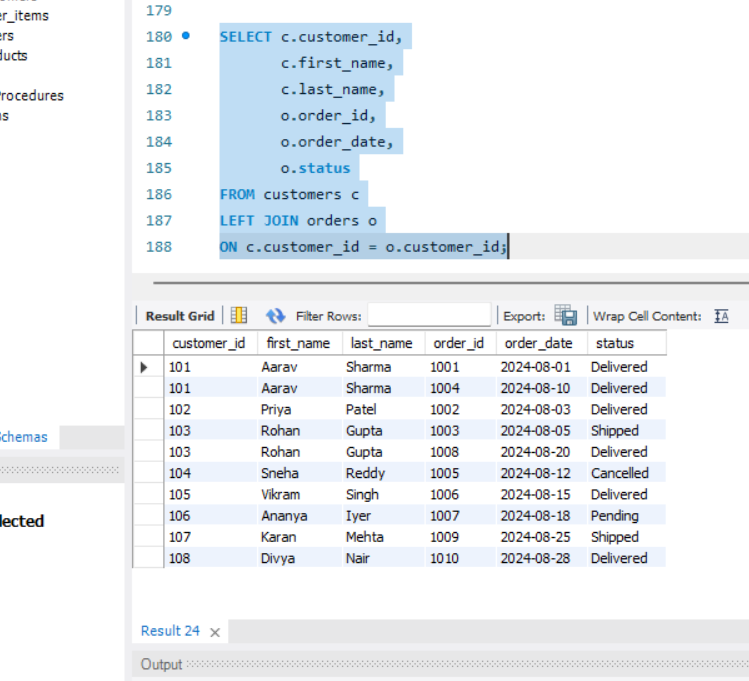 er_items
ers
ducts
Procedures
ns
179
180 SELECT c.customer_id,
181 c.first_name,
182 c.last_name,
183 o.order_id,
184 o.order_date,
185 o.status
186 FROM customers c
187 LEFT JOIN orders o
188 ON c.customer_id = o.customer_id;
Result Grid Filter Rows: Export: Wrap Cell Content: IA
customer_id first_name last_name order_id order_date status
101 Aarav Sharma 1001 2024-08-01 Delivered
101 Aarav Sharma 1004 2024-08-10 Delivered
102 Priya Patel 1002 2024-08-03 Delivered
103 Rohan Gupta 1003 2024-08-05 Shipped
103 Rohan Gupta 1008 2024-08-20 Delivered
104 Sneha Reddy 1005 2024-08-12 Cancelled
105 Vikram Singh 1006 2024-08-15 Delivered
106 Ananya Iyer 1007 2024-08-18 Pending
107 Karan Mehta 1009 2024-08-25 Shipped
108 Divya Nair 1010 2024-08-28 Delivered
Schemas
lected
Result 24
Output